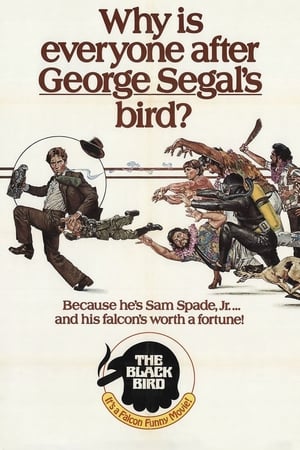 Why is
everyone after
George Segal's
bird?
Because he's Sam Spade, Jr....
and his falcon's worth a fortune!
THE
BLACK
BIRD
It's a Falcon Funny Movie!